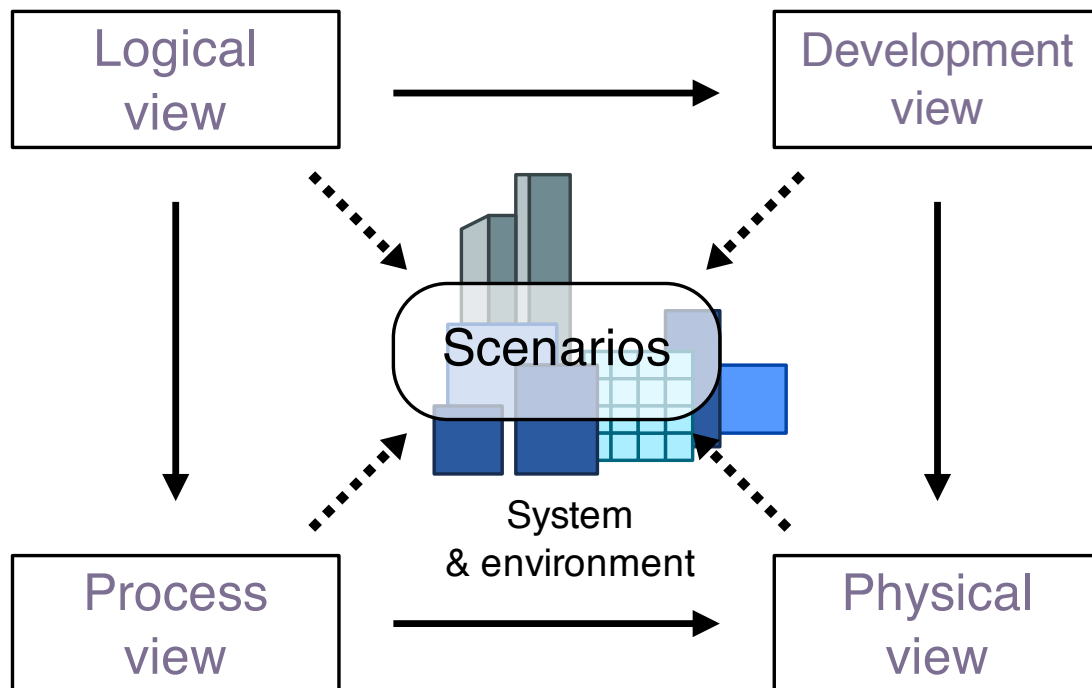 Logical
view
Development
view
Scenarios
System
& environment
Process
view
Physical
view